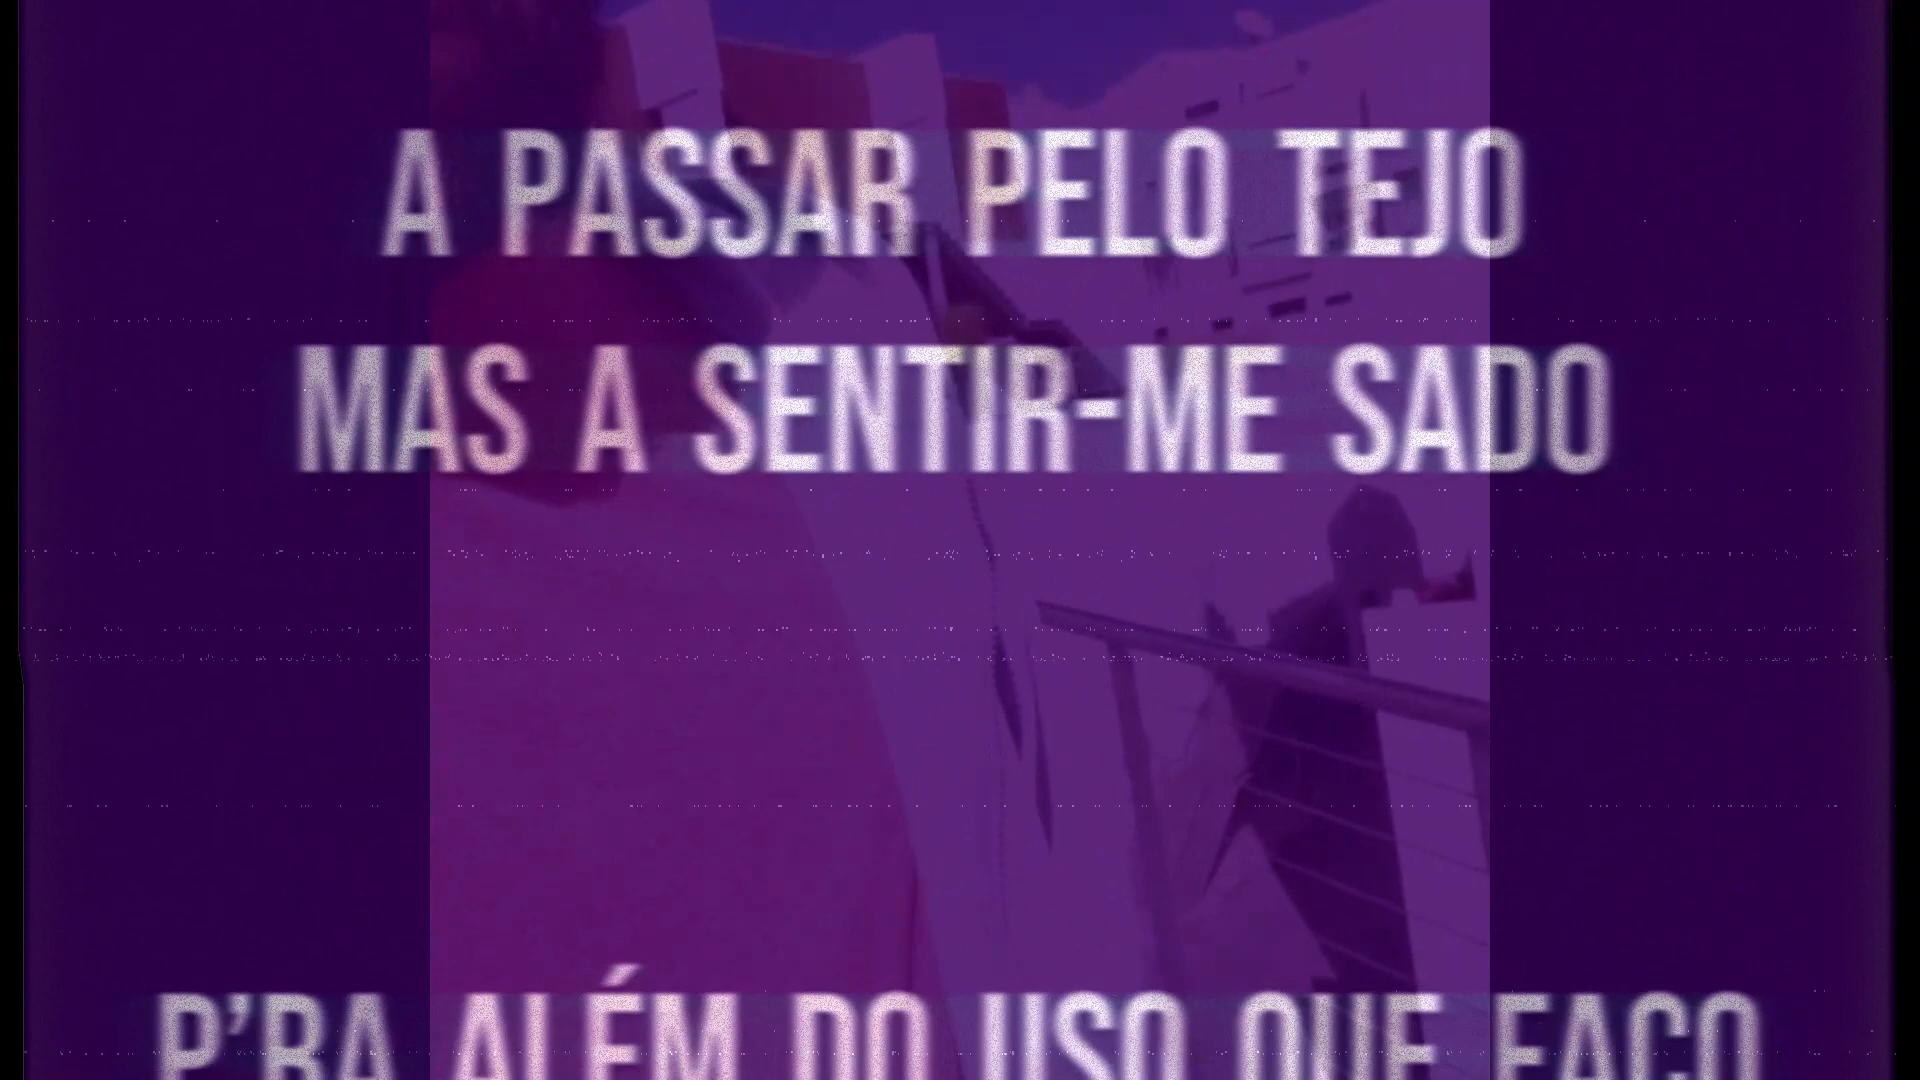 A PASSAR PELO TEJO
MAS A SENTIR-ME SADO
P'RA ALÉM DO USO QUE FAÇO